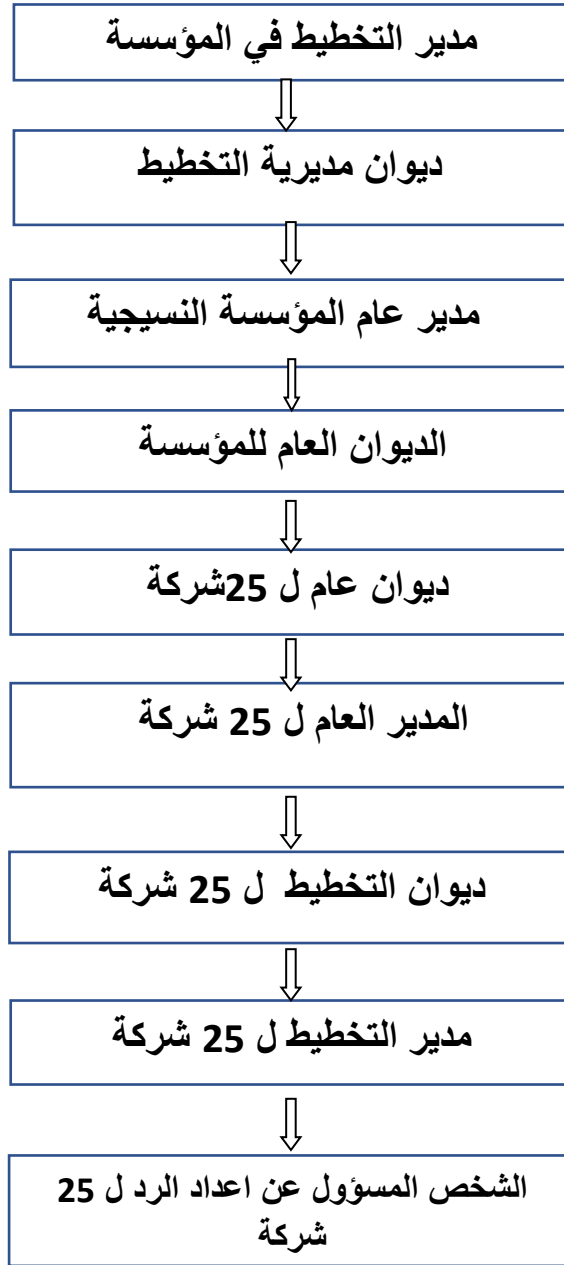 مدير التخطيط في المؤسسة
ديوان مديرية التخطيط
مدير عام المؤسسة النسيجية
الديوان العام للمؤسسة
ديوان عام ل 25شركة
المدير العام ل 25 شركة
ديوان التخطيط ل 25 شركة
مدير التخطيط ل 25 شركة
الشخص المسؤول عن اعداد الرد ل 25
شركة